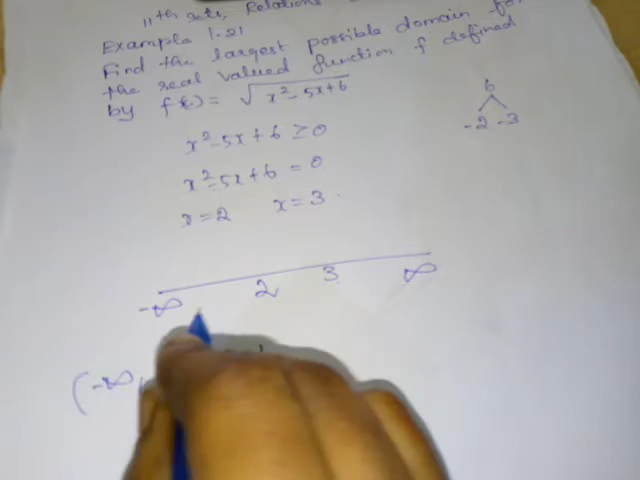 11th sets, Relations
Example 1.21
Find the largest possible domain for
the real valued function f defined
by f(x) = √x²-5x+6
6
-2 -3
x²-5x+6 ≥0
x²-5x+6 = 0
x=2 x=3.
-∞ 2 3 ∞
(-∞,